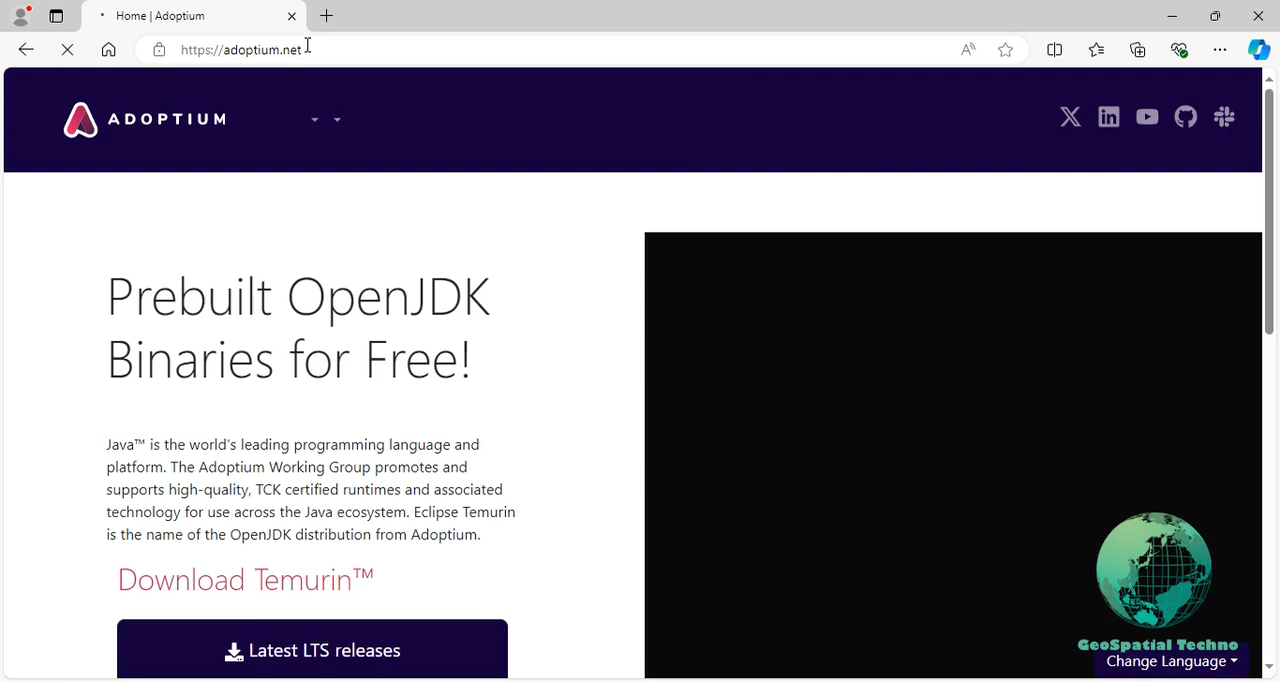 Home | Adoptium
https://adoptium.net
ADOPTIUM
Prebuilt OpenJDK
Binaries for Free!
Java™ is the world's leading programming language and
platform. The Adoptium Working Group promotes and
supports high-quality, TCK certified runtimes and associated
technology for use across the Java ecosystem. Eclipse Temurin
is the name of the OpenJDK distribution from Adoptium.
Download Temurin™
Latest LTS releases
GeoSpatial Techno
Change Language